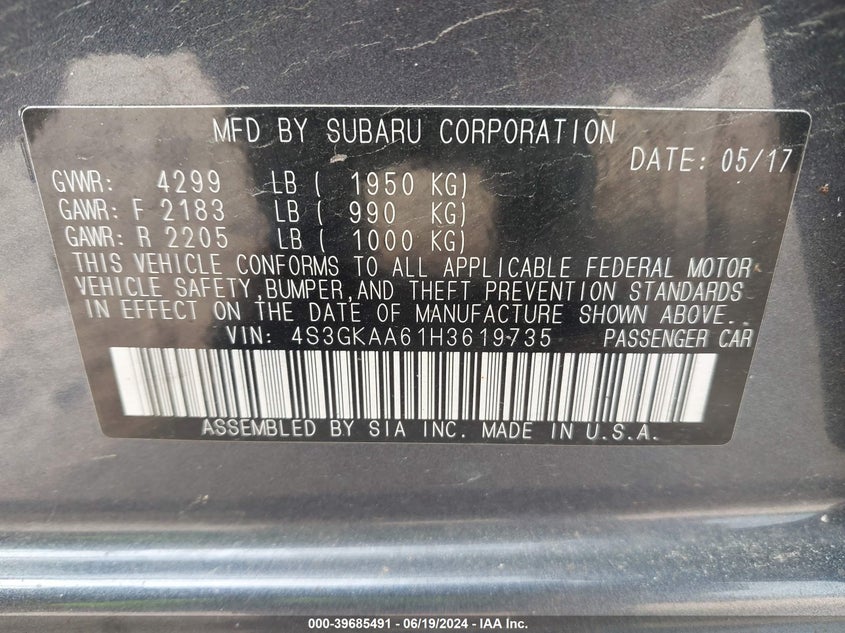 MFD BY SUBARU CORPORATION
DATE: 05/17
GVWR: 4299 LB ( 1950 KG)
GAWR: F 2183 LB ( 990 KG)
GAWR: R 2205 LB ( 1000 KG)
THIS VEHICLE CONFORMS TO ALL APPLICABLE FEDERAL MOTOR
VEHICLE SAFETY,BUMPER,AND THEFT PREVENTION STANDARDS
IN EFFECT ON THE DATE OF MANUFACTURE SHOWN ABOVE..
VIN: 4S3GKAA61H3619735 PASSENGER CAR
ASSEMBLED BY SIA INC. MADE IN U.S.A.
000-39685491 - 06/19/2024 - IAA Inc.